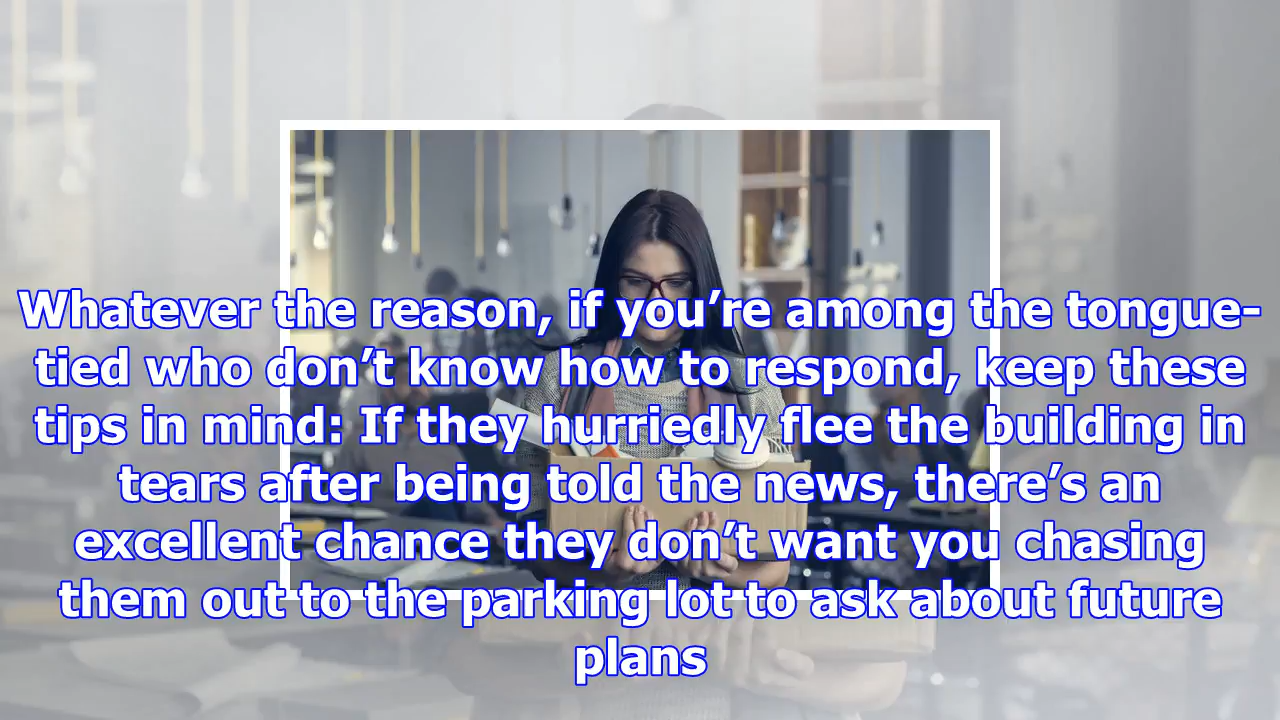 Whatever the reason, if you’re among the tongue-
tied who don’t know how to respond, keep these
tips in mind: If they hurriedly flee the building in
tears after being told the news, there’s an
excellent chance they don’t want you chasing
them out to the parking lot to ask about future
plans